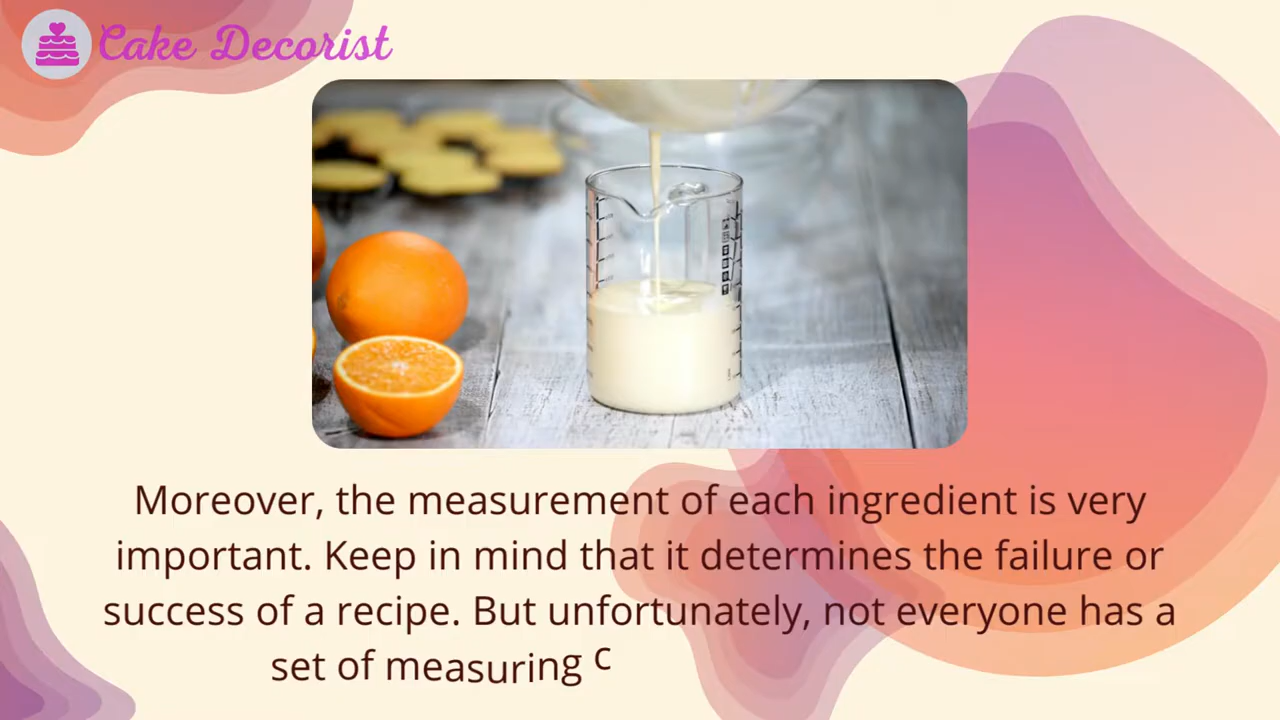 Cake Decorist
Moreover, the measurement of each ingredient is very
important. Keep in mind that it determines the failure or
success of a recipe. But unfortunately, not everyone has a
set of measuring c